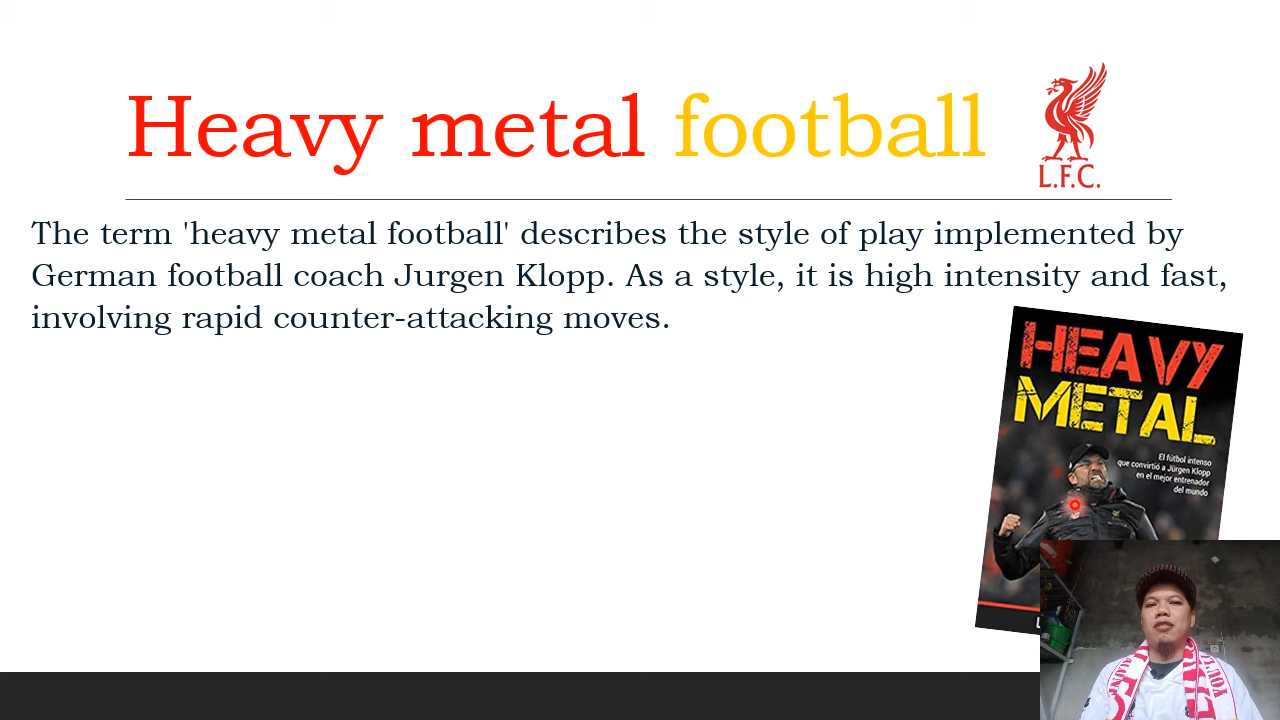 Heavy metal football
L.F.C.
The term 'heavy metal football' describes the style of play implemented by
German football coach Jurgen Klopp. As a style, it is high intensity and fast,
involving rapid counter-attacking moves.
HEAVY
METAL
El fútbol intenso
que convirtió a Jürgen Klopp
en el mejor entrenador
del mundo